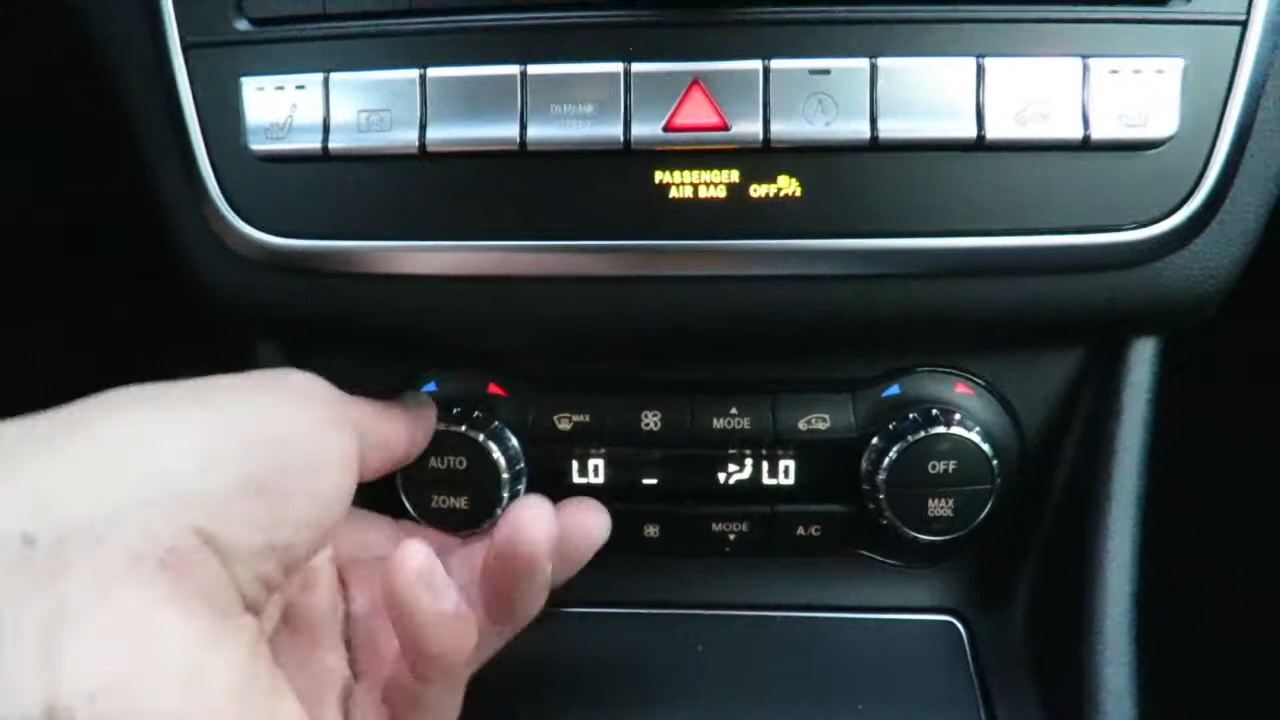 PASSENGER
AIR BAG OFF
MAX
MODE
AUTO
ZONE
LO
LO
OFF
MAX
COOL
MODE
A/C